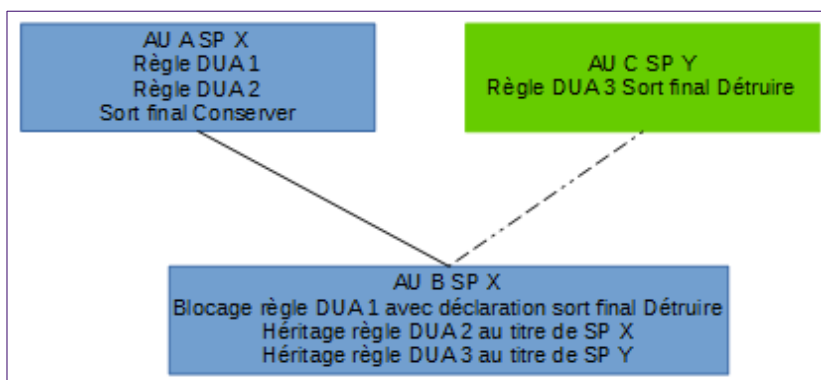 AU A SP X
Règle DUA 1
Règle DUA 2
Sort final Conserver
AU C SP Y
Règle DUA 3 Sort final Détruire
AU B SP X
Blocage règle DUA 1 avec déclaration sort final Détruire
Héritage règle DUA 2 au titre de SP X
Héritage règle DUA 3 au titre de SP Y